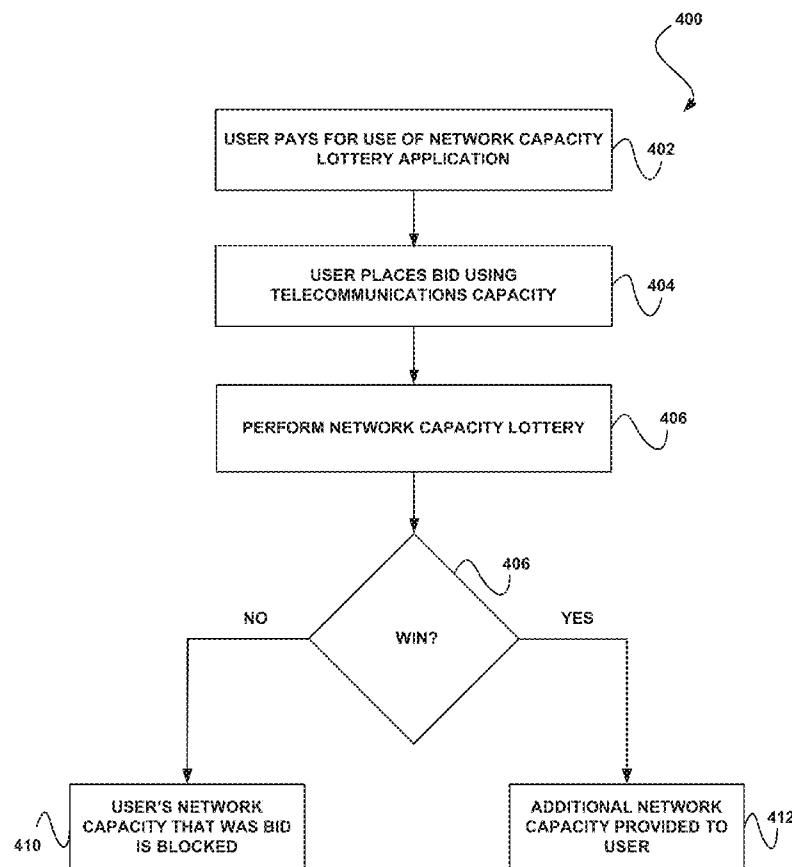 400
USER PAYS FOR USE OF NETWORK CAPACITY
LOTTERY APPLICATION
402
USER PLACES BID USING
TELECOMMUNICATIONS CAPACITY
404
PERFORM NETWORK CAPACITY LOTTERY
406
406
NO
YES
WIN?
USER'S NETWORK
CAPACITY THAT WAS BID
IS BLOCKED
410
ADDITIONAL NETWORK
CAPACITY PROVIDED TO
USER
412